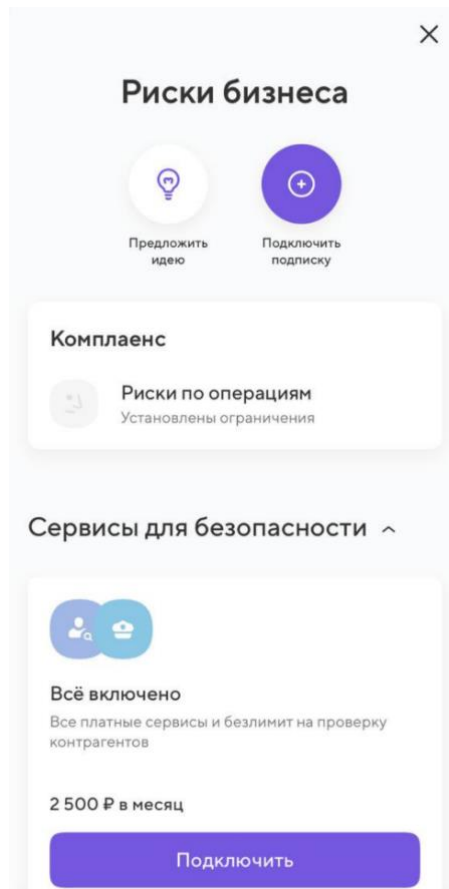 Риски бизнеса
Предложить
идею
Подключить
подписку
Комплаенс
Риски по операциям
Установлены ограничения
Сервисы для безопасности
Всё включено
Все платные сервисы и безлимит на проверку
контрагентов
2 500 ₽ в месяц
Подключить